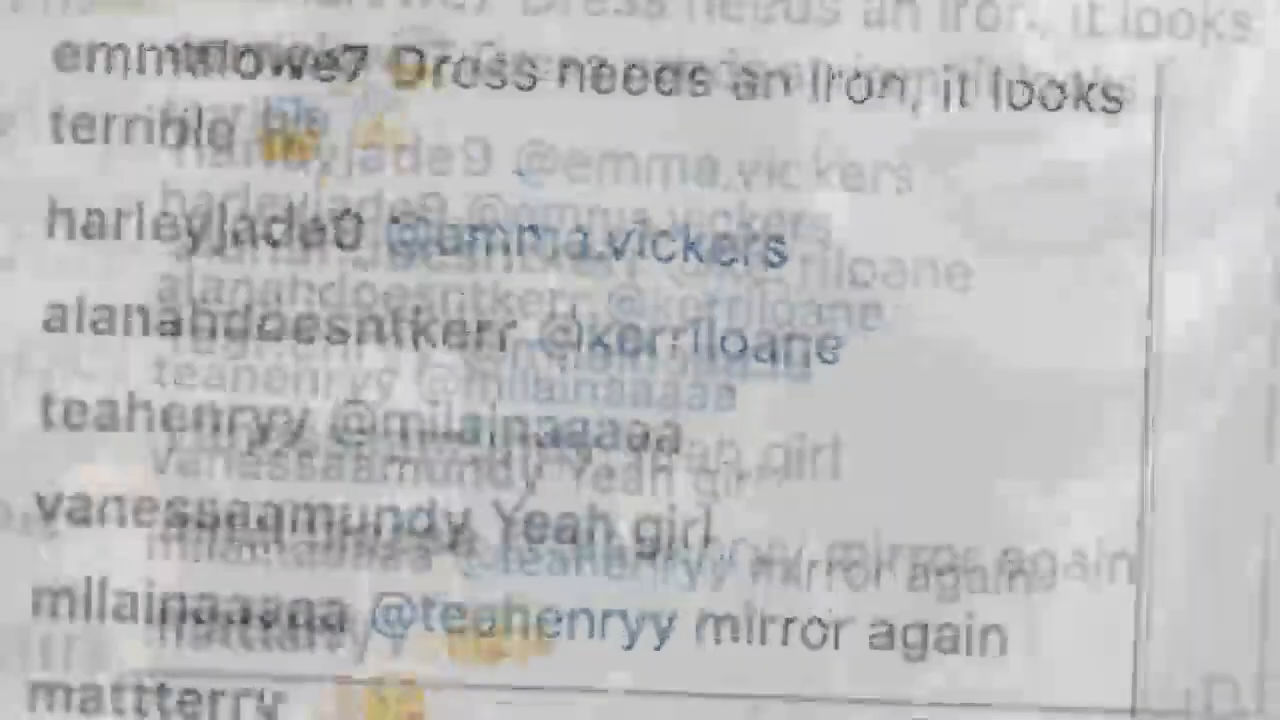 Dress needs an Iron, it looks
terrible
harleyjade9 @emma.vickers
alanahdoesntkerr @kerriloane
teahenryy @milainaaaaa
vanessaamundy Yeah girl
milainaaaaa @teahenryy mirror again
mattterry